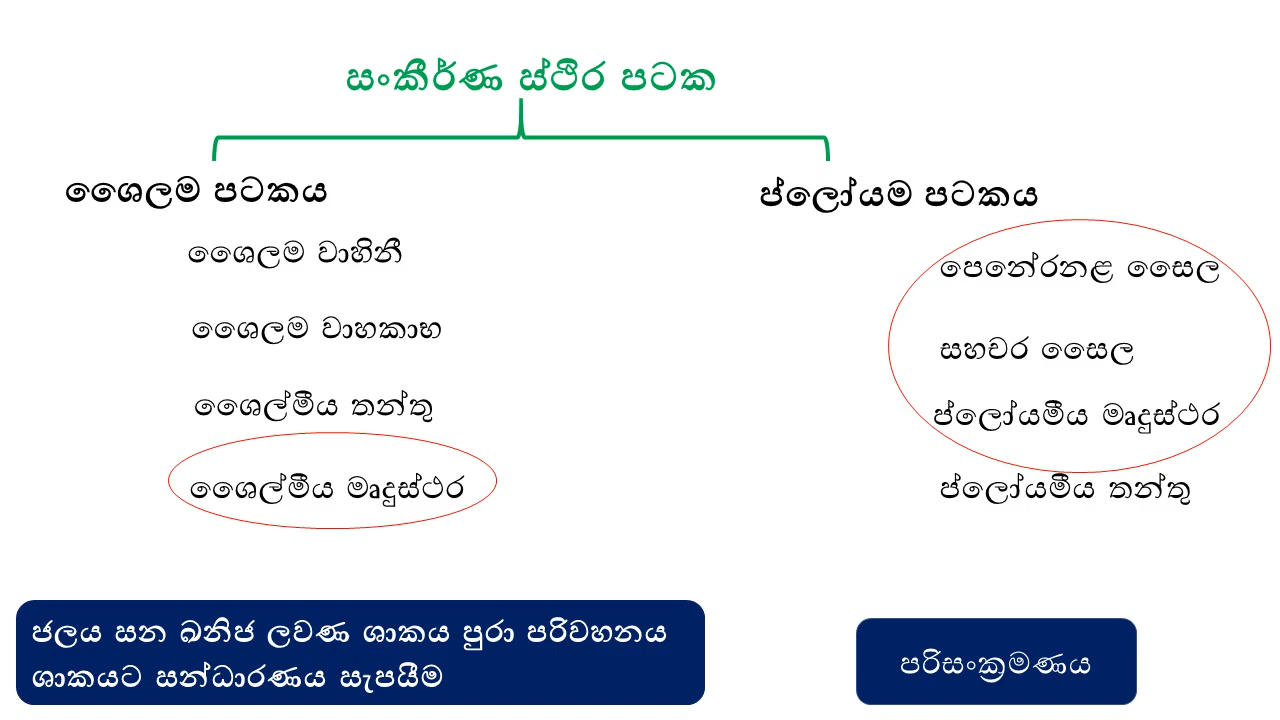 සංකීර්ණ ස්ථිර පටක
ශෛලම පටකය
ශෛලම වාහිනී
ශෛලම වාහකාභ
ශෛල්මීය තන්තු
ශෛල්මීය මෘදුස්ථර
ප්ලෝයම පටකය
පෙනේරනළ සෛල
සහචර සෛල
ප්ලෝයමීය මෘදුස්ථර
ප්ලෝයමීය තන්තු
ජලය සන ඛනිජ ලවණ ශාකය පුරා පරිවහනය
ශාකයට සන්ධාරණය සැපයීම
පරිසංක්‍රමණය